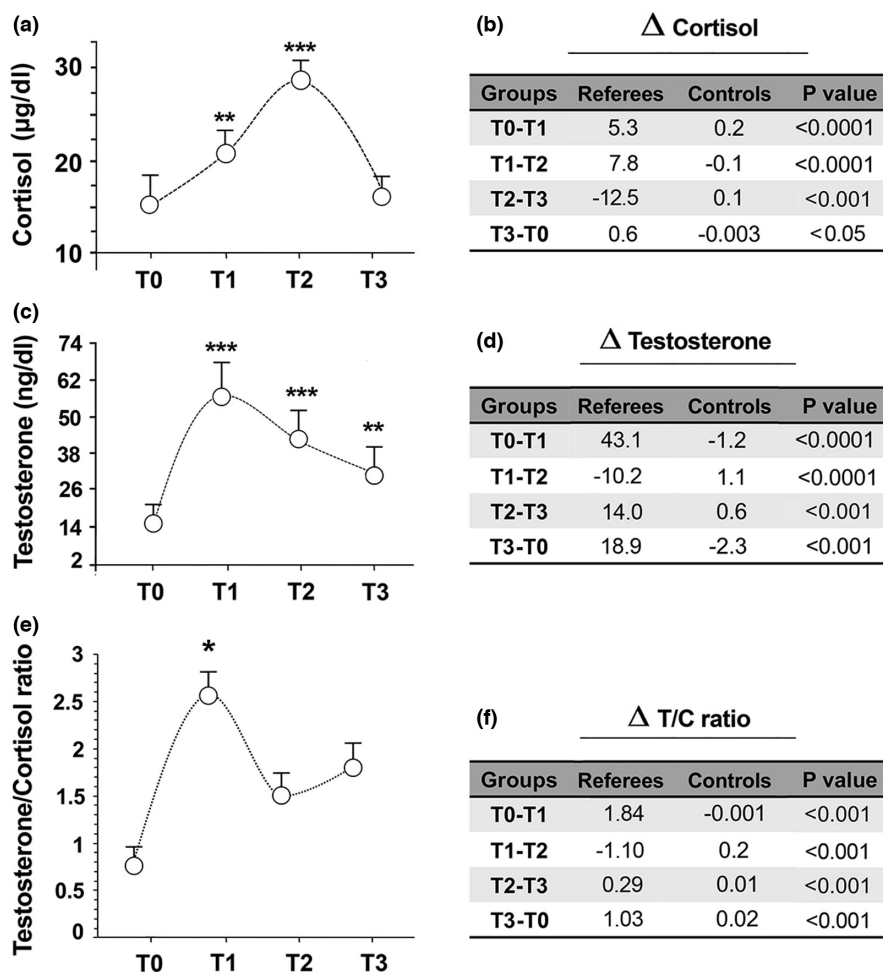 (a)
Cortisol (µg/dl)
30
20
10
**
***
T0 T1 T2 T3
(b)
Δ Cortisol
Groups Referees Controls P value
T0-T1 5.3 0.2 <0.0001
T1-T2 7.8 -0.1 <0.0001
T2-T3 -12.5 0.1 <0.001
T3-T0 0.6 -0.003 <0.05
(c)
Testosterone (ng/dl)
74
62
50
38
26
14
2
***
***
**
T0 T1 T2 T3
(d)
Δ Testosterone
Groups Referees Controls P value
T0-T1 43.1 -1.2 <0.0001
T1-T2 -10.2 1.1 <0.0001
T2-T3 14.0 0.6 <0.001
T3-T0 18.9 -2.3 <0.001
(e)
Testosterone/Cortisol ratio
3
2.5
2
1.5
1
0.5
0
*
T0 T1 T2 T3
(f)
Δ T/C ratio
Groups Referees Controls P value
T0-T1 1.84 -0.001 <0.001
T1-T2 -1.10 0.2 <0.001
T2-T3 0.29 0.01 <0.001
T3-T0 1.03 0.02 <0.001